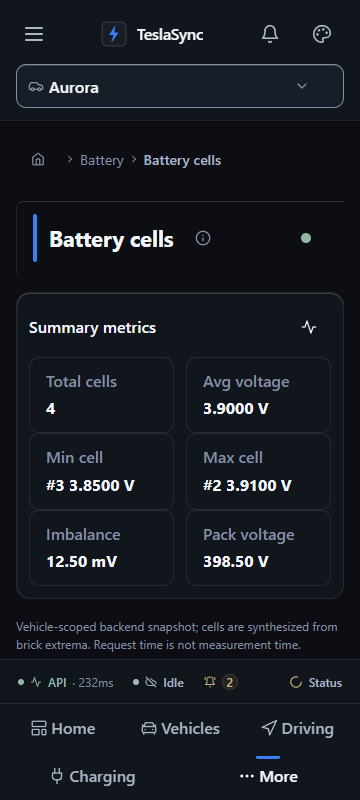 TeslaSync
Aurora
Battery
Battery cells
Battery cells
Summary metrics
Total cells
4
Avg voltage
3.9000 V
Min cell
#3 3.8500 V
Max cell
#2 3.9100 V
Imbalance
12.50 mV
Pack voltage
398.50 V
Vehicle-scoped backend snapshot; cells are synthesized from
brick extrema. Request time is not measurement time.
API · 232ms
Idle
2
Status
Home
Vehicles
Driving
Charging
More